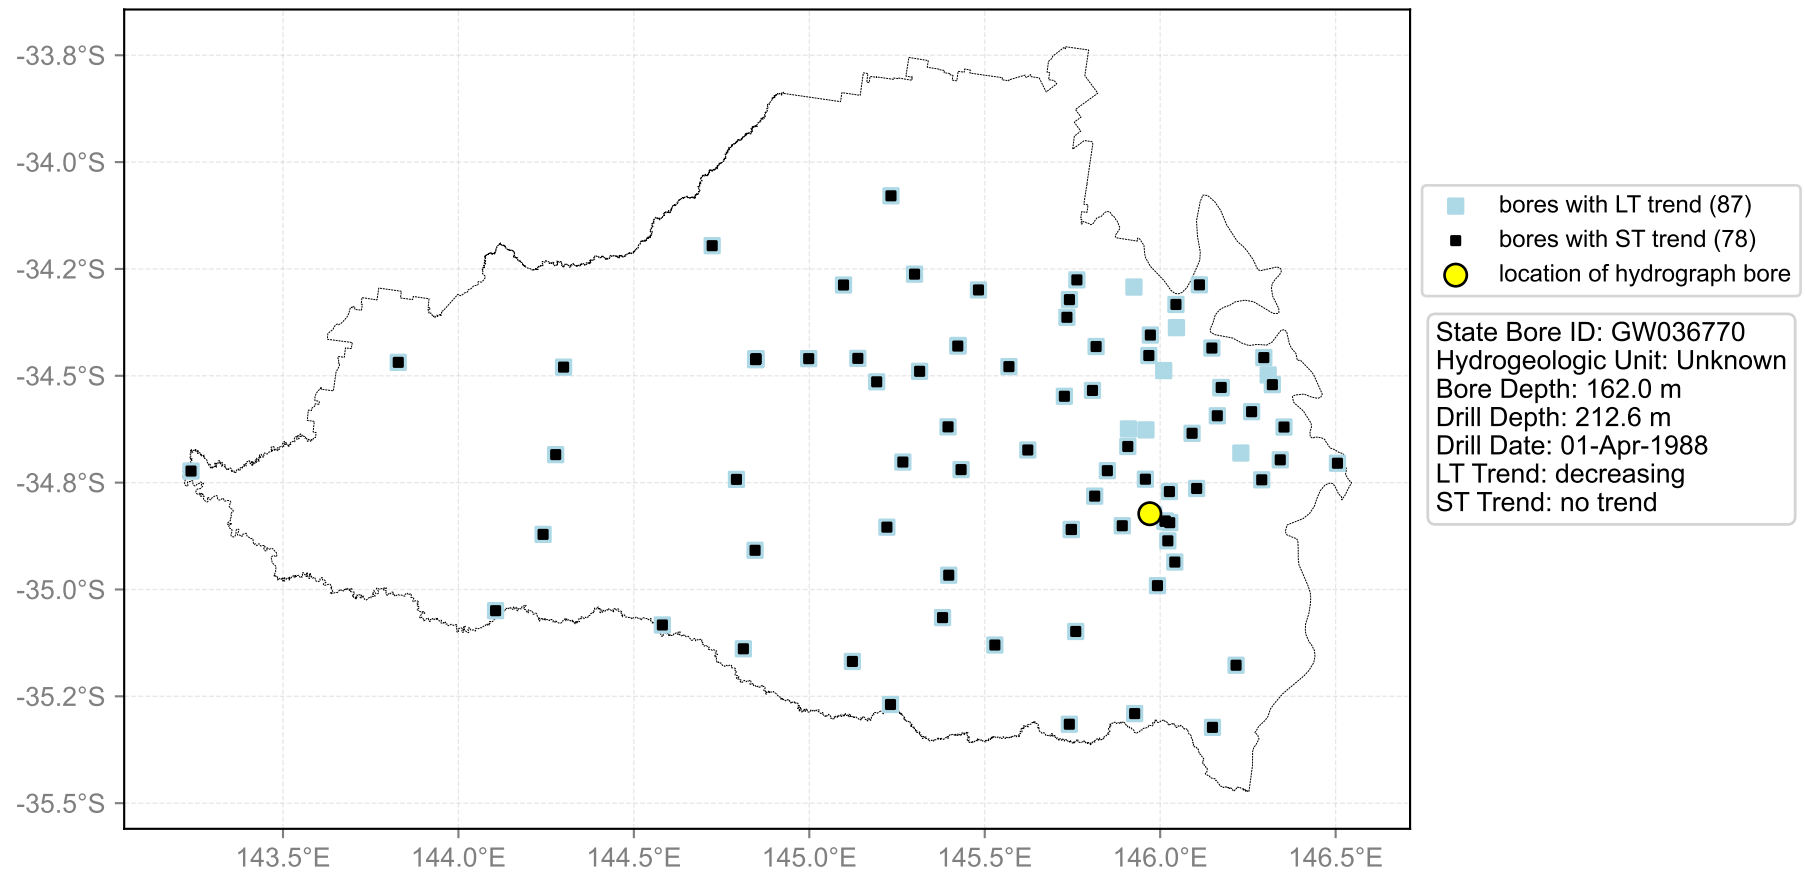 -33.8°S
-34.0°S
-34.2°S
-34.5°S
-34.8°S
-35.0°S
-35.2°S
-35.5°S
143.5°E 144.0°E 144.5°E 145.0°E 145.5°E 146.0°E 146.5°E
bores with LT trend (87)
bores with ST trend (78)
location of hydrograph bore
State Bore ID: GW036770
Hydrogeologic Unit: Unknown
Bore Depth: 162.0 m
Drill Depth: 212.6 m
Drill Date: 01-Apr-1988
LT Trend: decreasing
ST Trend: no trend